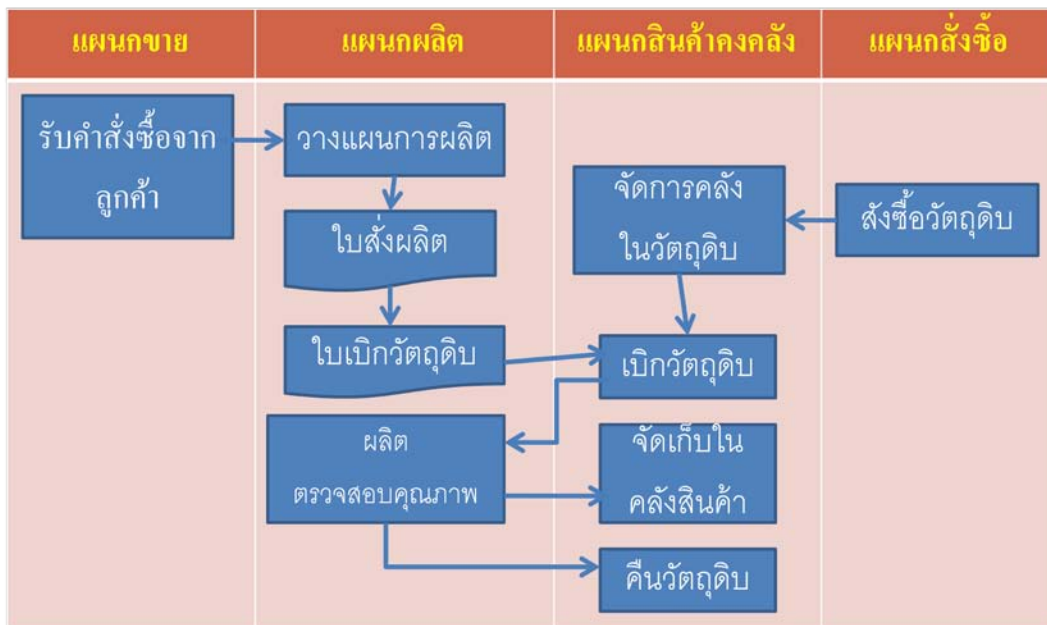 แผนกขาย
แผนกผลิต
แผนกสินค้าคงคลัง
แผนกสั่งซื้อ
รับคำสั่งซื้อจาก
ลูกค้า
วางแผนการผลิต
ใบสั่งผลิต
ใบเบิกวัตถุดิบ
ผลิต
ตรวจสอบคุณภาพ
จัดการคลัง
ในวัตถุดิบ
เบิกวัตถุดิบ
จัดเก็บใน
คลังสินค้า
คืนวัตถุดิบ
สังซื้อวัตถุดิบ